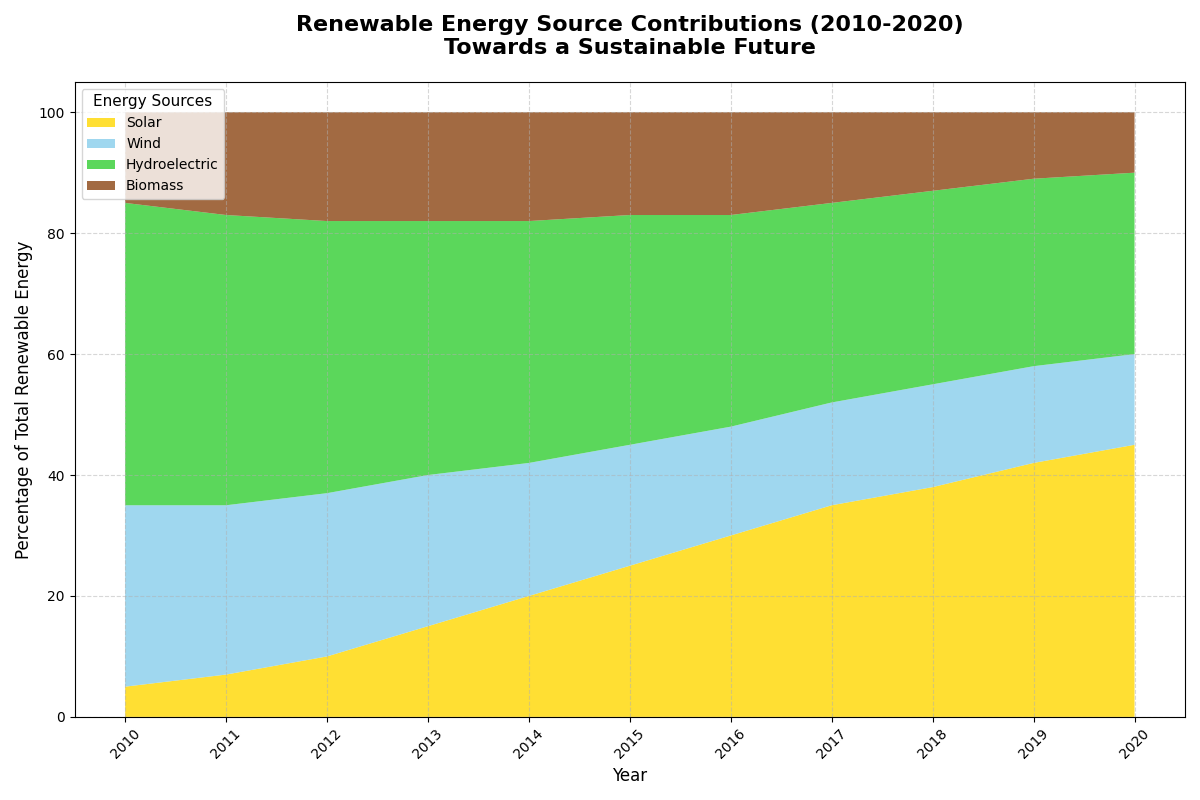 Renewable Energy Source Contributions (2010-2020)
Towards a Sustainable Future
Energy Sources
Solar
Wind
Hydroelectric
Biomass
Percentage of Total Renewable Energy
100
80
60
40
20
0
2010
2011
2012
2013
2014
2015
2016
2017
2018
2019
2020
Year